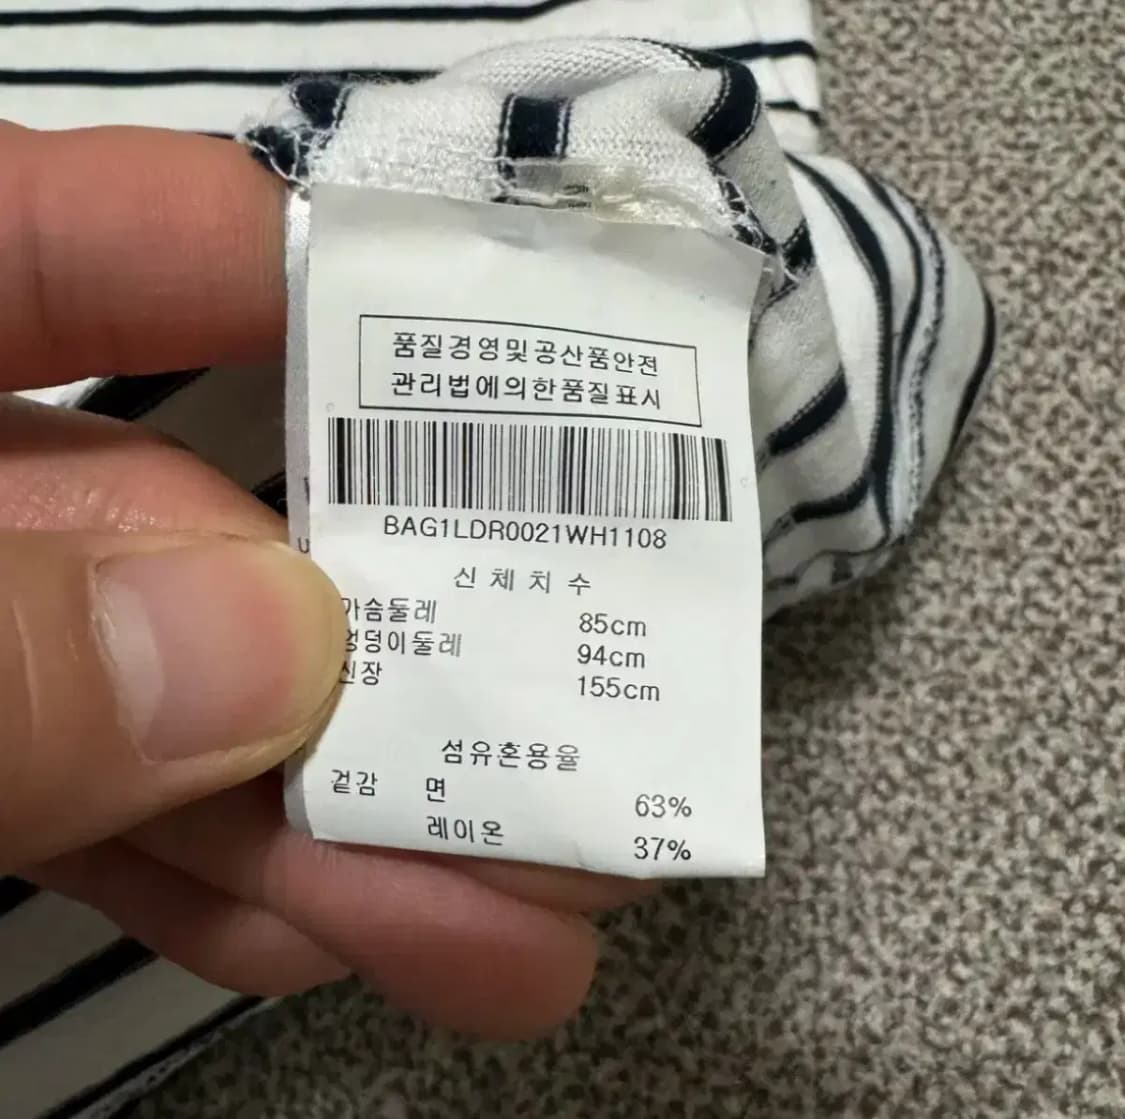 품질경영및공산품안전
관리법에의한품질표시
BAG1LDR0021WH1108
신체치수
가슴둘레 85cm
엉덩이둘레 94cm
신장 155cm
섬유혼용율
겉감 면 63%
레이온 37%